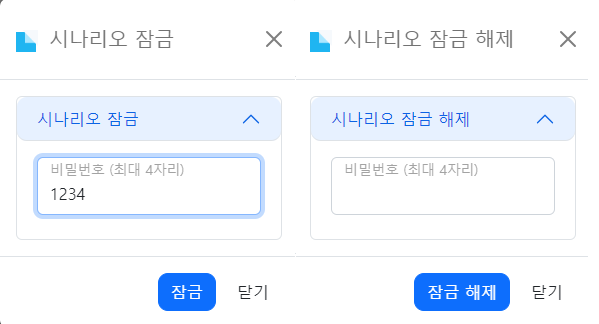 시나리오 잠금
시나리오 잠금
비밀번호 (최대 4자리)
1234
잠금
닫기
시나리오 잠금 해제
시나리오 잠금 해제
비밀번호 (최대 4자리)
잠금 해제
닫기